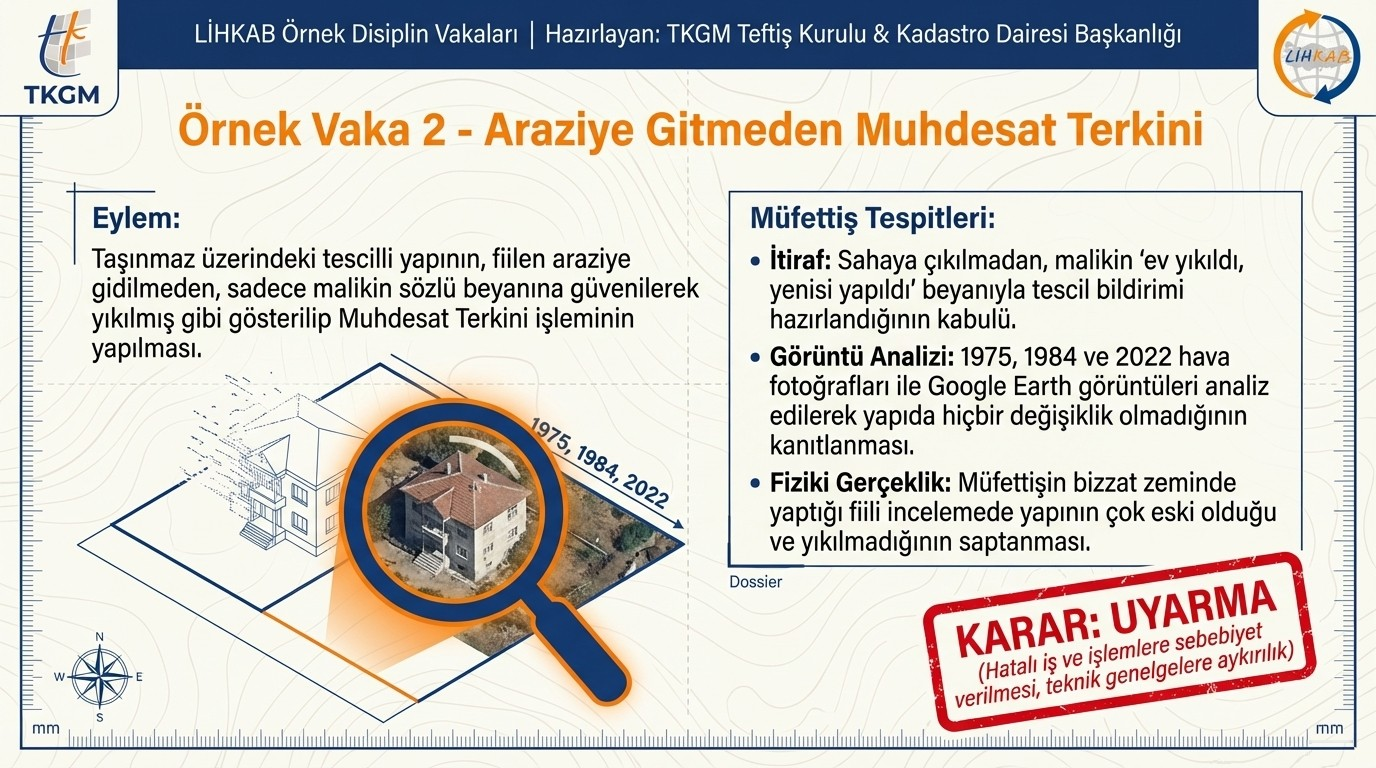 TKGM
LİHKAB Örnek Disiplin Vakaları | Hazırlayan: TKGM Teftiş Kurulu & Kadastro Dairesi Başkanlığı
LİHKAB
Örnek Vaka 2 - Araziye Gitmeden Muhdesat Terkini
Eylem:
Taşınmaz üzerindeki tescilli yapının, fiilen araziye
gidilmeden, sadece malikin sözlü beyanına güvenilerek
yıkılmış gibi gösterilip Muhdesat Terkini işleminin
yapılması.
1975, 1984, 2022
Müfettiş Tespitleri:
• İtiraf: Sahaya çıkılmadan, malikin ‘ev yıkıldı,
yenisi yapıldı’ beyanıyla tescil bildirimi
hazırlandığının kabulü.
• Görüntü Analizi: 1975, 1984 ve 2022 hava
fotoğrafları ile Google Earth görüntüleri analiz
edilerek yapıda hiçbir değişiklik olmadığının
kanıtlanması.
• Fiziki Gerçeklik: Müfettişin bizzat zeminde
yaptığı fiili incelemede yapının çok eski olduğu
ve yıkılmadığının saptanması.
Dossier
KARAR: UYARMA
(Hatalı iş ve işlemlere sebebiyet
verilmesi, teknik genelgelere aykırılık)
N
W
E
S
mm
mm